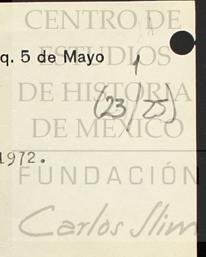 CENTRO DE
ESTUDIOS
q. 5 de Mayo
1
DE HISTORIA
(23/25)
DE MÉXICO
1972.
FUNDACIÓN
Carlos Slim